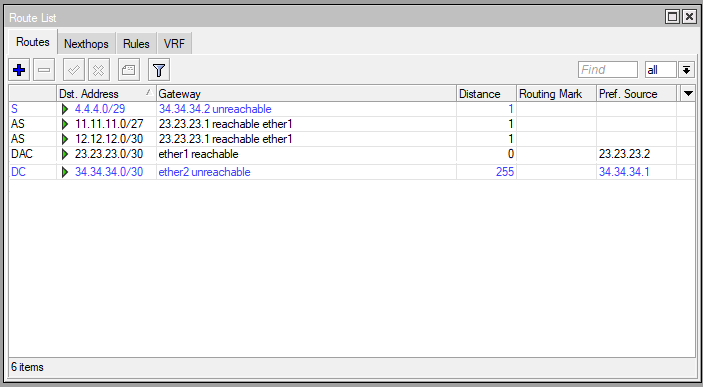 Route List
Routes Nexthops Rules VRF
Find all
Dst. Address Gateway Distance Routing Mark Pref. Source
S 4.4.4.0/29 34.34.34.2 unreachable 1
AS 11.11.11.0/27 23.23.23.1 reachable ether1 1
AS 12.12.12.0/30 23.23.23.1 reachable ether1 1
DAC 23.23.23.0/30 ether1 reachable 0 23.23.23.2
DC 34.34.34.0/30 ether2 unreachable 255 34.34.34.1
6 items